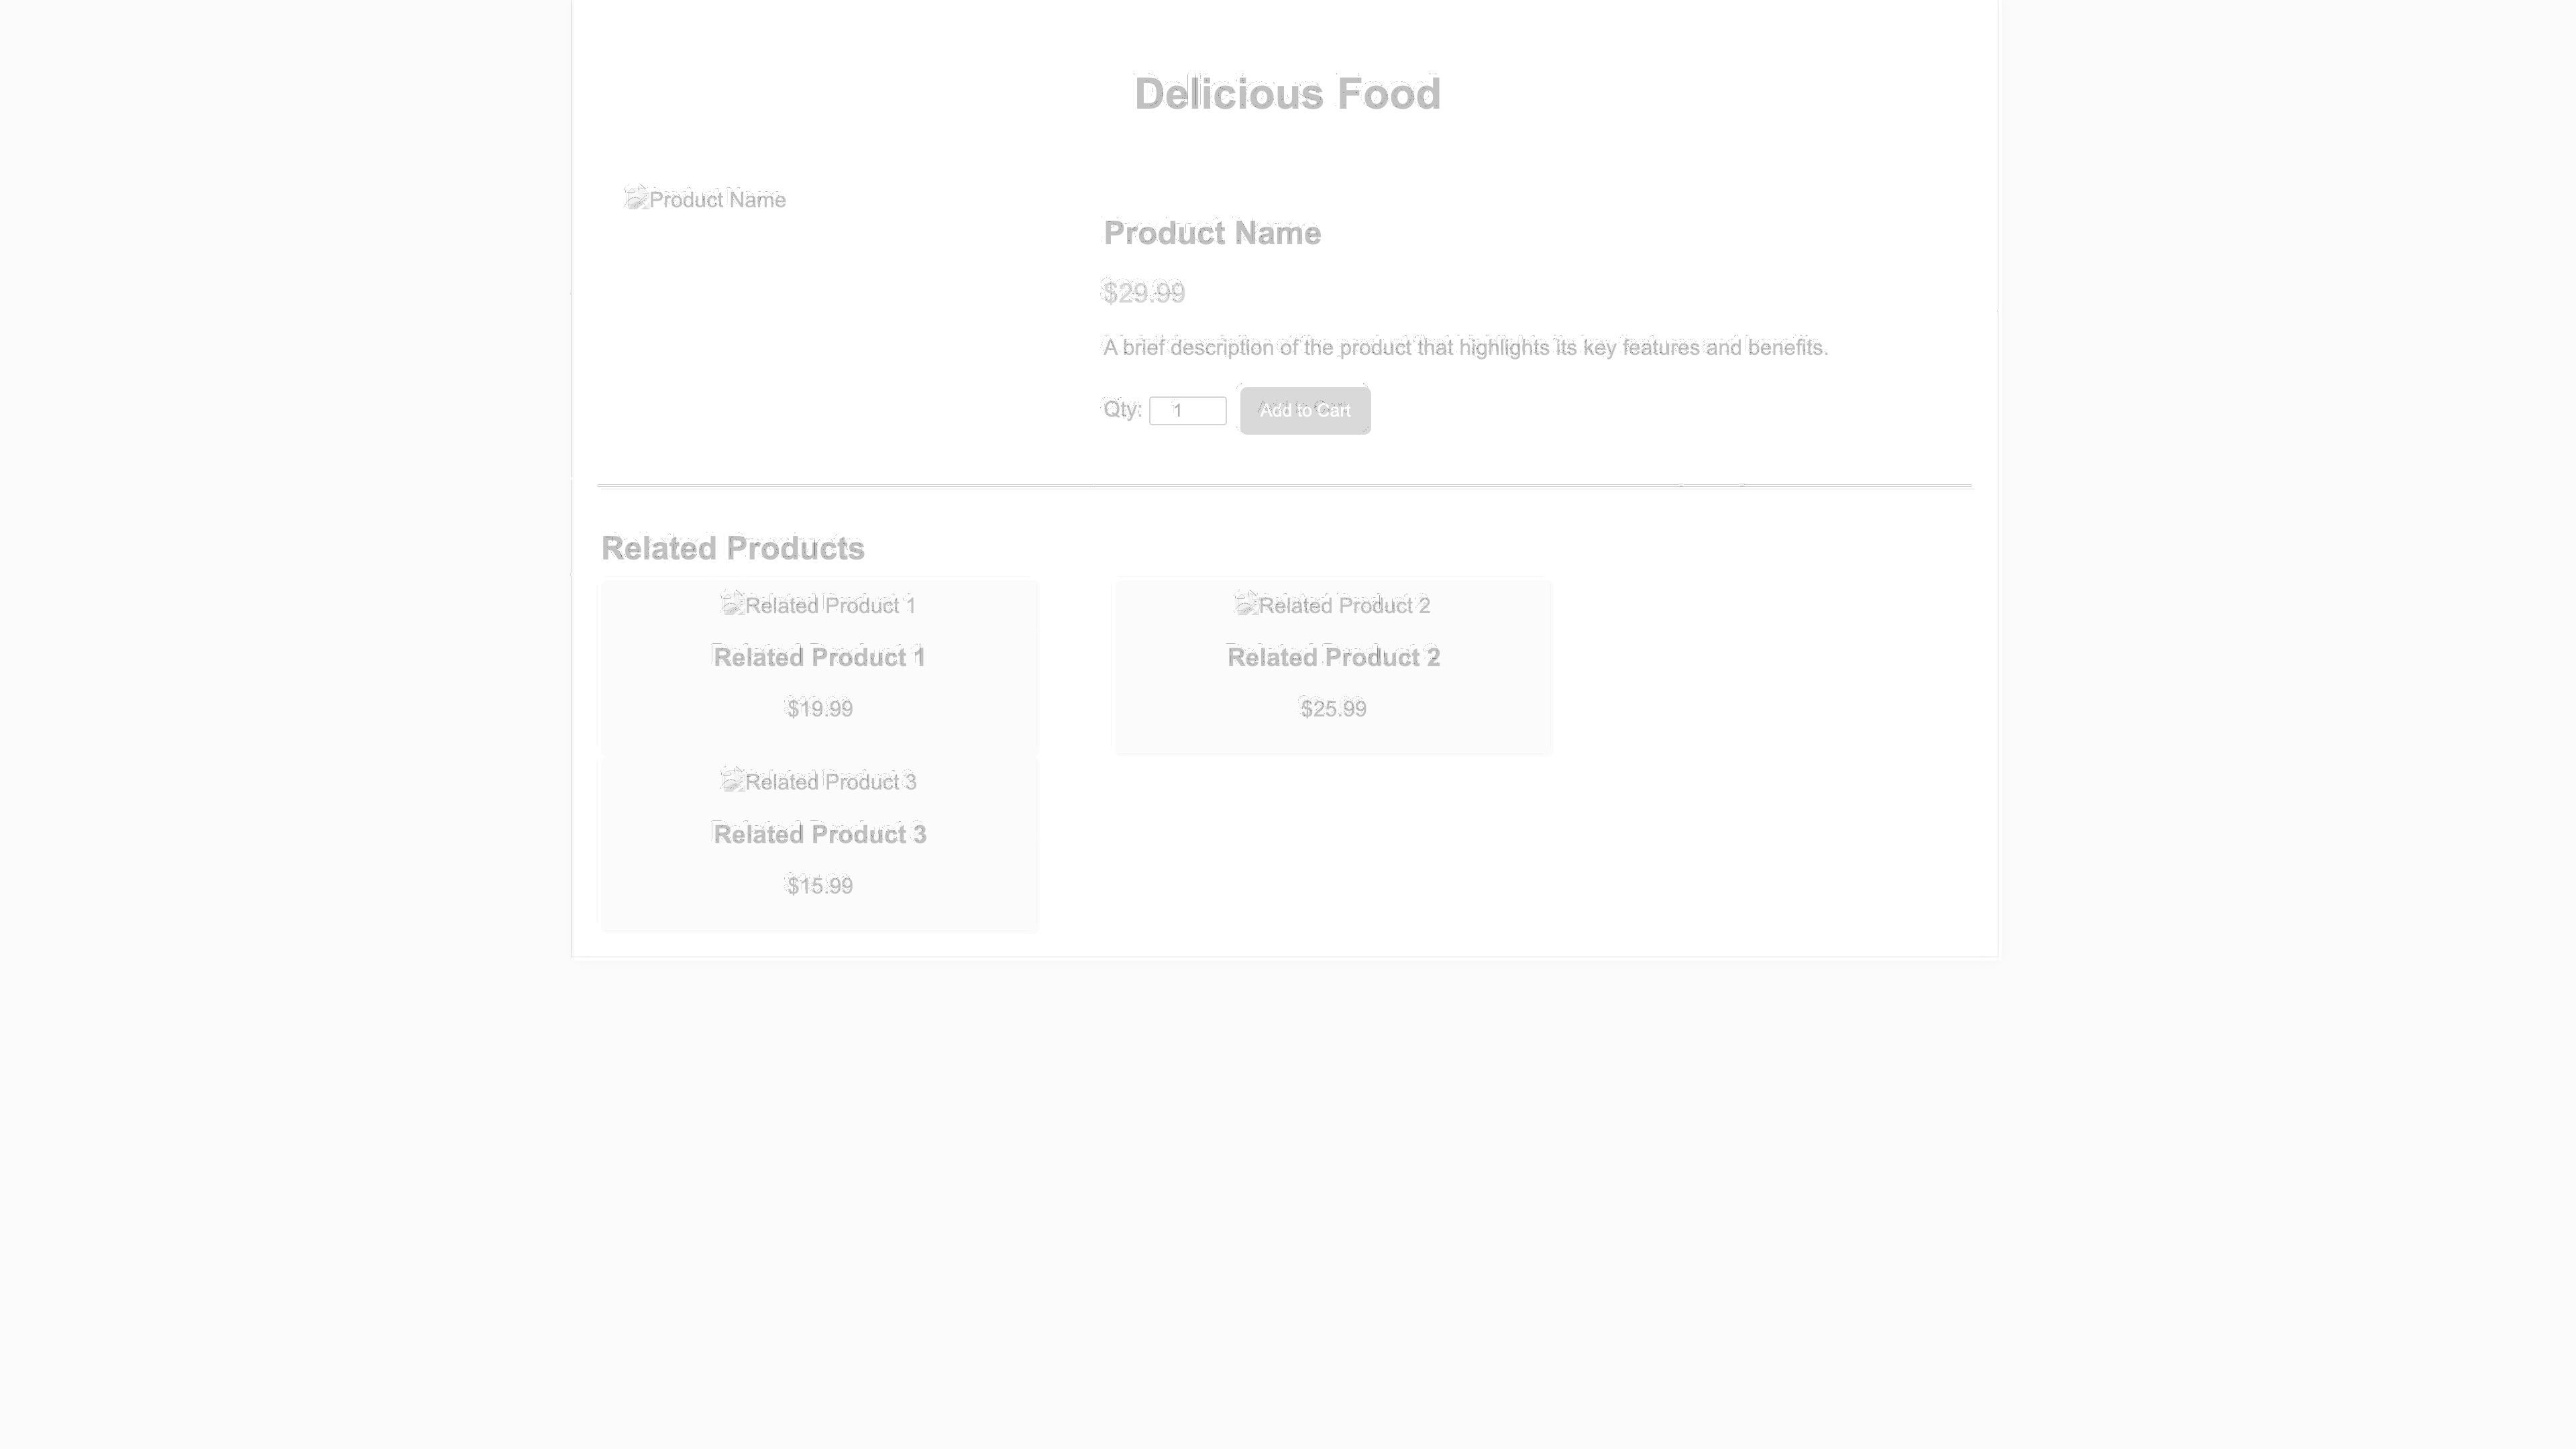 Delicious Food
Product Name
Product Name
$29.99
A brief description of the product that highlights its key features and benefits.
Qty: 1 Add to Cart
Related Products
Related Product 1
Related Product 1
$19.99
Related Product 2
Related Product 2
$25.99
Related Product 3
Related Product 3
$15.99